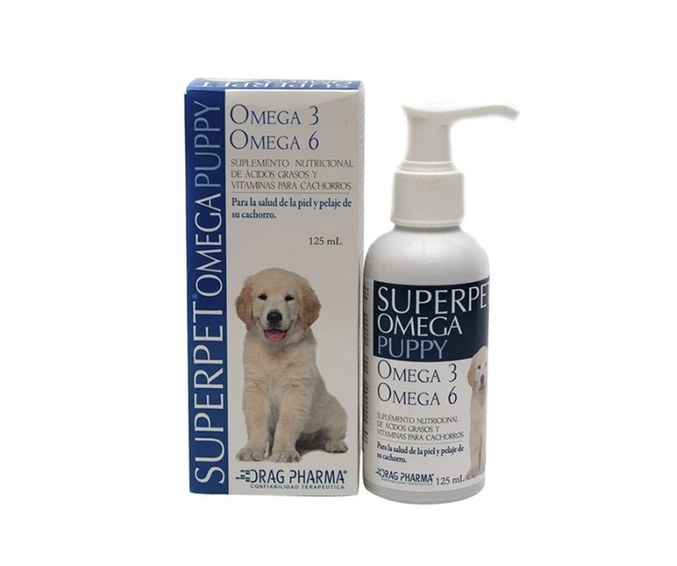 SUPERPET
SUPERPET® OMEGA PUPPY
OMEGA 3
OMEGA 6
SUPLEMENTO NUTRICIONAL
DE ÁCIDOS GRASOS Y
VITAMINAS PARA CACHORROS.
Para la salud de la piel y pelaje de
su cachorro.
125 mL
DRAG PHARMA®
CONFIABILIDAD TERAPEUTICA
SUPERPET
OMEGA
PUPPY
OMEGA 3
OMEGA 6
SUPLEMENTO NUTRICIONAL
DE ÁCIDOS GRASOS Y
VITAMINAS PARA CACHORROS.
Para la salud de la piel y pelaje de
su cachorro.
DRAG PHARMA®
CONFIABILIDAD TERAPEUTICA
125 mL